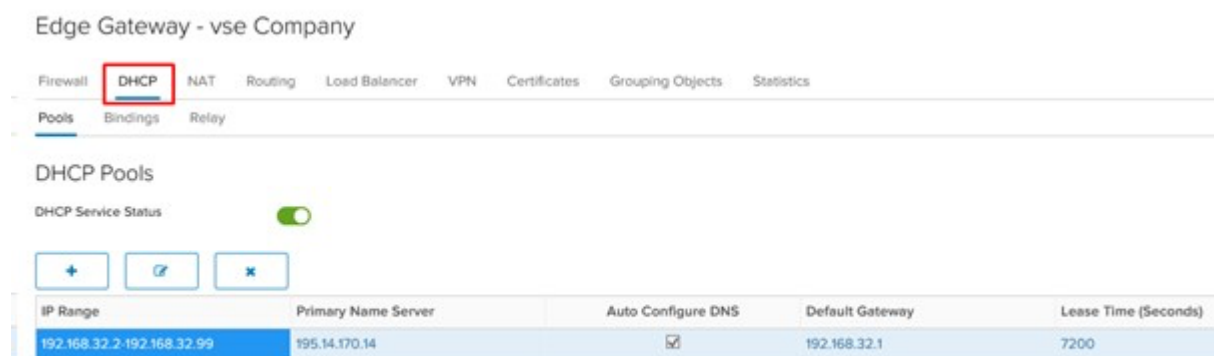 Edge Gateway - vse Company
Firewall DHCP NAT Routing Load Balancer VPN Certificates Grouping Objects Statistics
Pools Bindings Relay
DHCP Pools
DHCP Service Status
IP Range Primary Name Server Auto Configure DNS Default Gateway Lease Time (Seconds)
192.168.32.2-192.168.32.99 195.14.170.14 192.168.32.1 7200